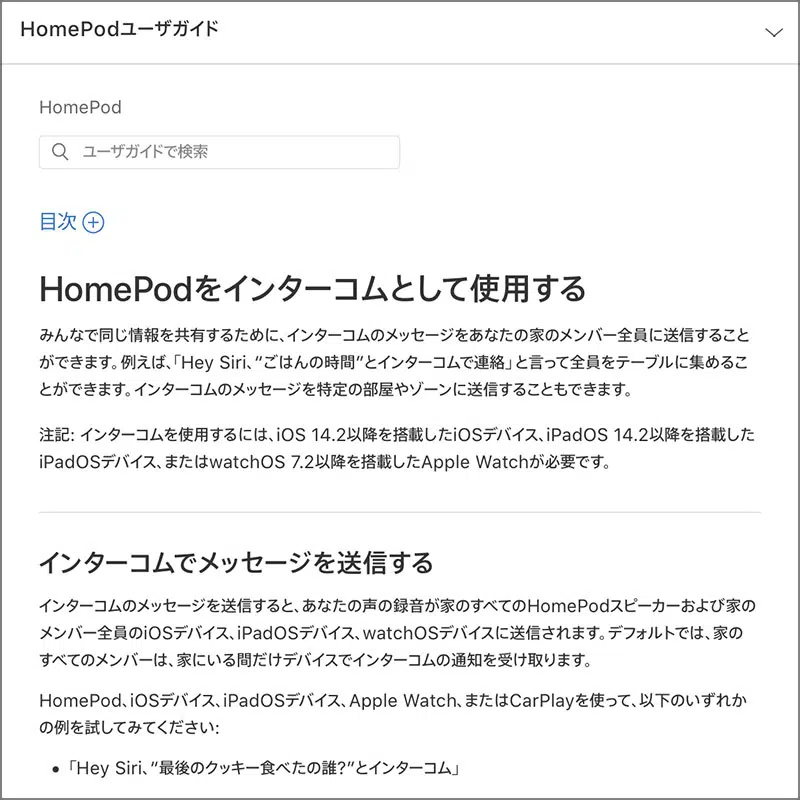 HomePodユーザガイド
HomePod
ユーザガイドで検索
目次
HomePodをインターコムとして使用する
みんなで同じ情報を共有するために、インターコムのメッセージをあなたの家のメンバー全員に送信すること
ができます。例えば、「Hey Siri、“ごはんの時間”とインターコムで連絡」と言って全員をテーブルに集めるこ
とができます。インターコムのメッセージを特定の部屋やゾーンに送信することもできます。
注記: インターコムを使用するには、iOS 14.2以降を搭載したiOSデバイス、iPadOS 14.2以降を搭載した
iPadOSデバイス、またはwatchOS 7.2以降を搭載したApple Watchが必要です。
インターコムでメッセージを送信する
インターコムのメッセージを送信すると、あなたの声の録音が家のすべてのHomePodスピーカーおよび家の
メンバー全員のiOSデバイス、iPadOSデバイス、watchOSデバイスに送信されます。デフォルトでは、家の
すべてのメンバーは、家にいる間だけデバイスでインターコムの通知を受け取ります。
HomePod、iOSデバイス、iPadOSデバイス、Apple Watch、またはCarPlayを使って、以下のいずれか
の例を試してみてください:
• 「Hey Siri、“最後のクッキー食べたの誰?”とインターコム」